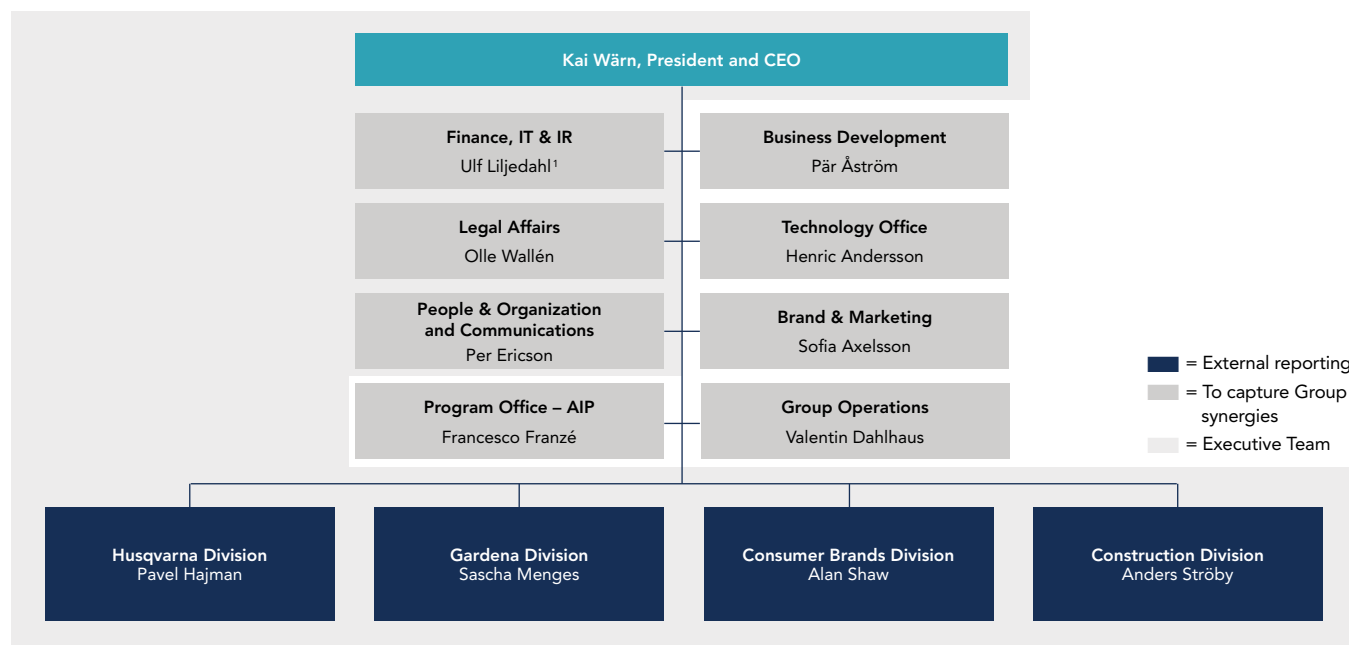 Kai Wärn, President and CEO
Finance, IT & IR
Ulf Liljedahl¹
Business Development
Pär Åström
Legal Affairs
Olle Wallén
Technology Office
Henric Andersson
People & Organization
and Communications
Per Ericson
Brand & Marketing
Sofia Axelsson
Program Office – AIP
Francesco Franzé
Group Operations
Valentin Dahlhaus
= External reporting
= To capture Group
synergies
= Executive Team
Husqvarna Division
Pavel Hajman
Gardena Division
Sascha Menges
Consumer Brands Division
Alan Shaw
Construction Division
Anders Ströby